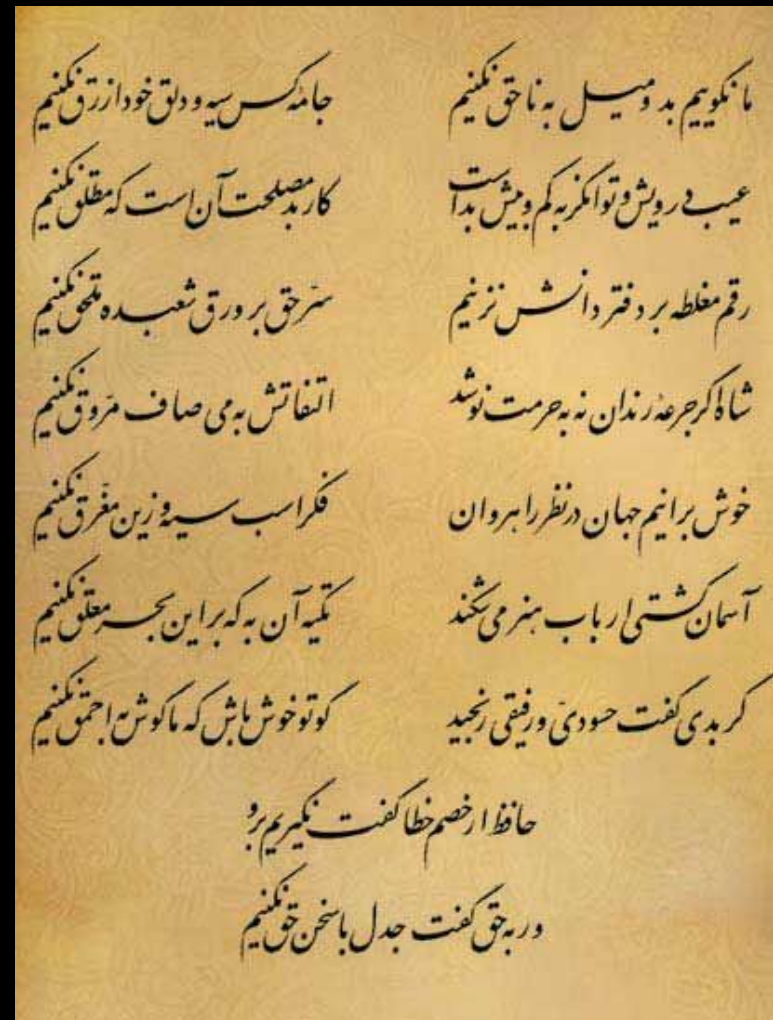 ما نگوییم بد و میل به ناحق نکنیم
جامهٔ کس سیه و دلق خود ازرق نکنیم
عیب درویش و توانگر به کم و بیش بد است
کار بد مصلحت آن است که مطلق نکنیم
رقم مغلطه بر دفتر دانش نزنیم
سرّ حق بر ورق شعبده ملحق نکنیم
شاه اگر جرعهٔ رندان نه به حرمت نوشد
التفاتش به می صاف مروّق نکنیم
خوش برانیم جهان در نظر راهروان
فکر اسب سیه و زین مغرّق نکنیم
آسمان کشتی ارباب هنر می‌شکند
تکیه آن به که بر این بحر معلق نکنیم
گر بدی گفت حسودی و رفیقی رنجید
گو تو خوش باش که ما گوش به احمق نکنیم
حافظ ار خصم خطا گفت نگیریم برو
ور به حق گفت جدل با سخن حق نکنیم